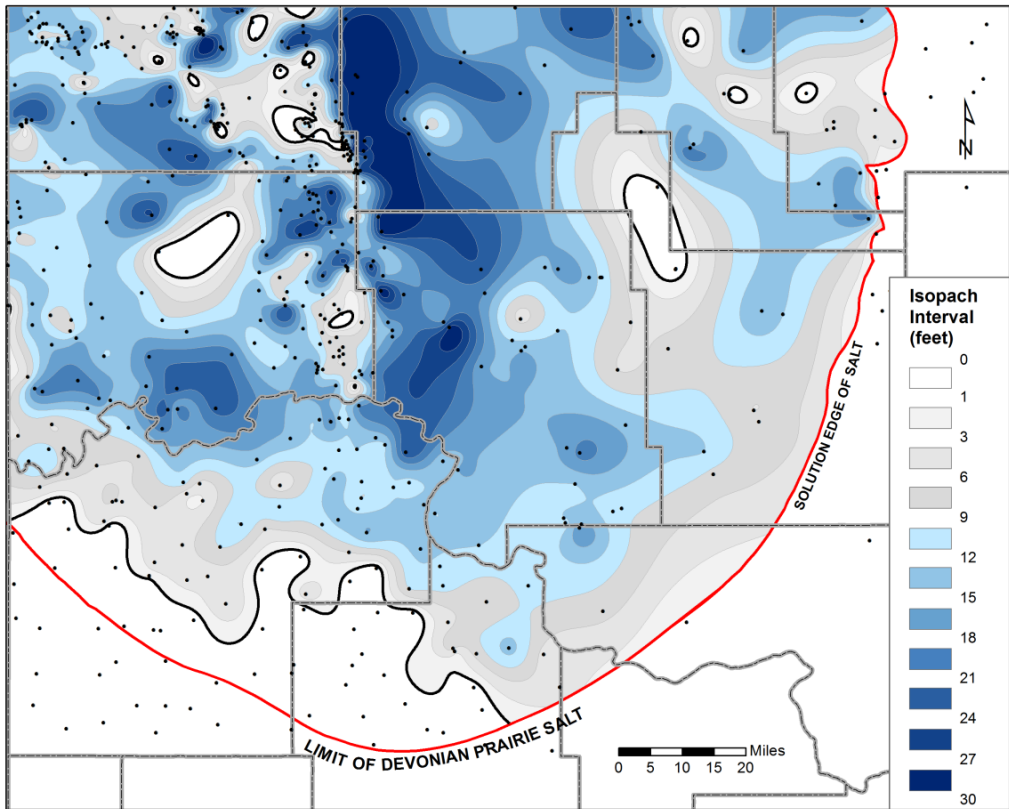 N
Isopach
Interval
(feet)
0
1
3
6
9
12
15
18
21
24
27
30
SOLUTION EDGE OF SALT
LIMIT OF DEVONIAN PRAIRIE SALT
Miles
0 5 10 15 20